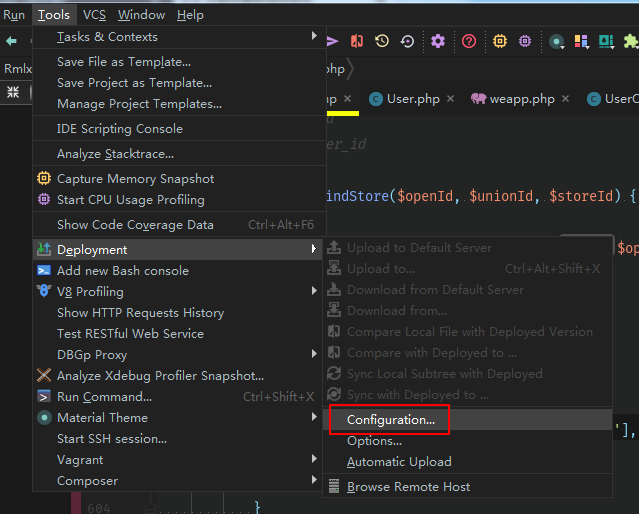 Run Tools VCS Window Help
Tasks & Contexts
Save File as Template...
Save Project as Template...
Manage Project Templates...
IDE Scripting Console
Analyze Stacktrace...
Capture Memory Snapshot
Start CPU Usage Profiling
Show Code Coverage Data Ctrl+Alt+F6
Deployment
Add new Bash console
V8 Profiling
Show HTTP Requests History
Test RESTful Web Service
DBGp Proxy
Analyze Xdebug Profiler Snapshot...
Run Command... Ctrl+Shift+X
Material Theme
Start SSH session...
Vagrant
Composer
Upload to Default Server
Upload to... Ctrl+Alt+Shift+X
Download from Default Server
Download from...
Compare Local File with Deployed Version
Compare with Deployed to ...
Sync Local Subtree with Deployed
Sync with Deployed to ...
Configuration...
Options...
Automatic Upload
Browse Remote Host
Rmlx
hp
User.php
weapp.php
UserC
er_id
indStore($openId, $unionId, $storeId) {
$op
'],
604 }